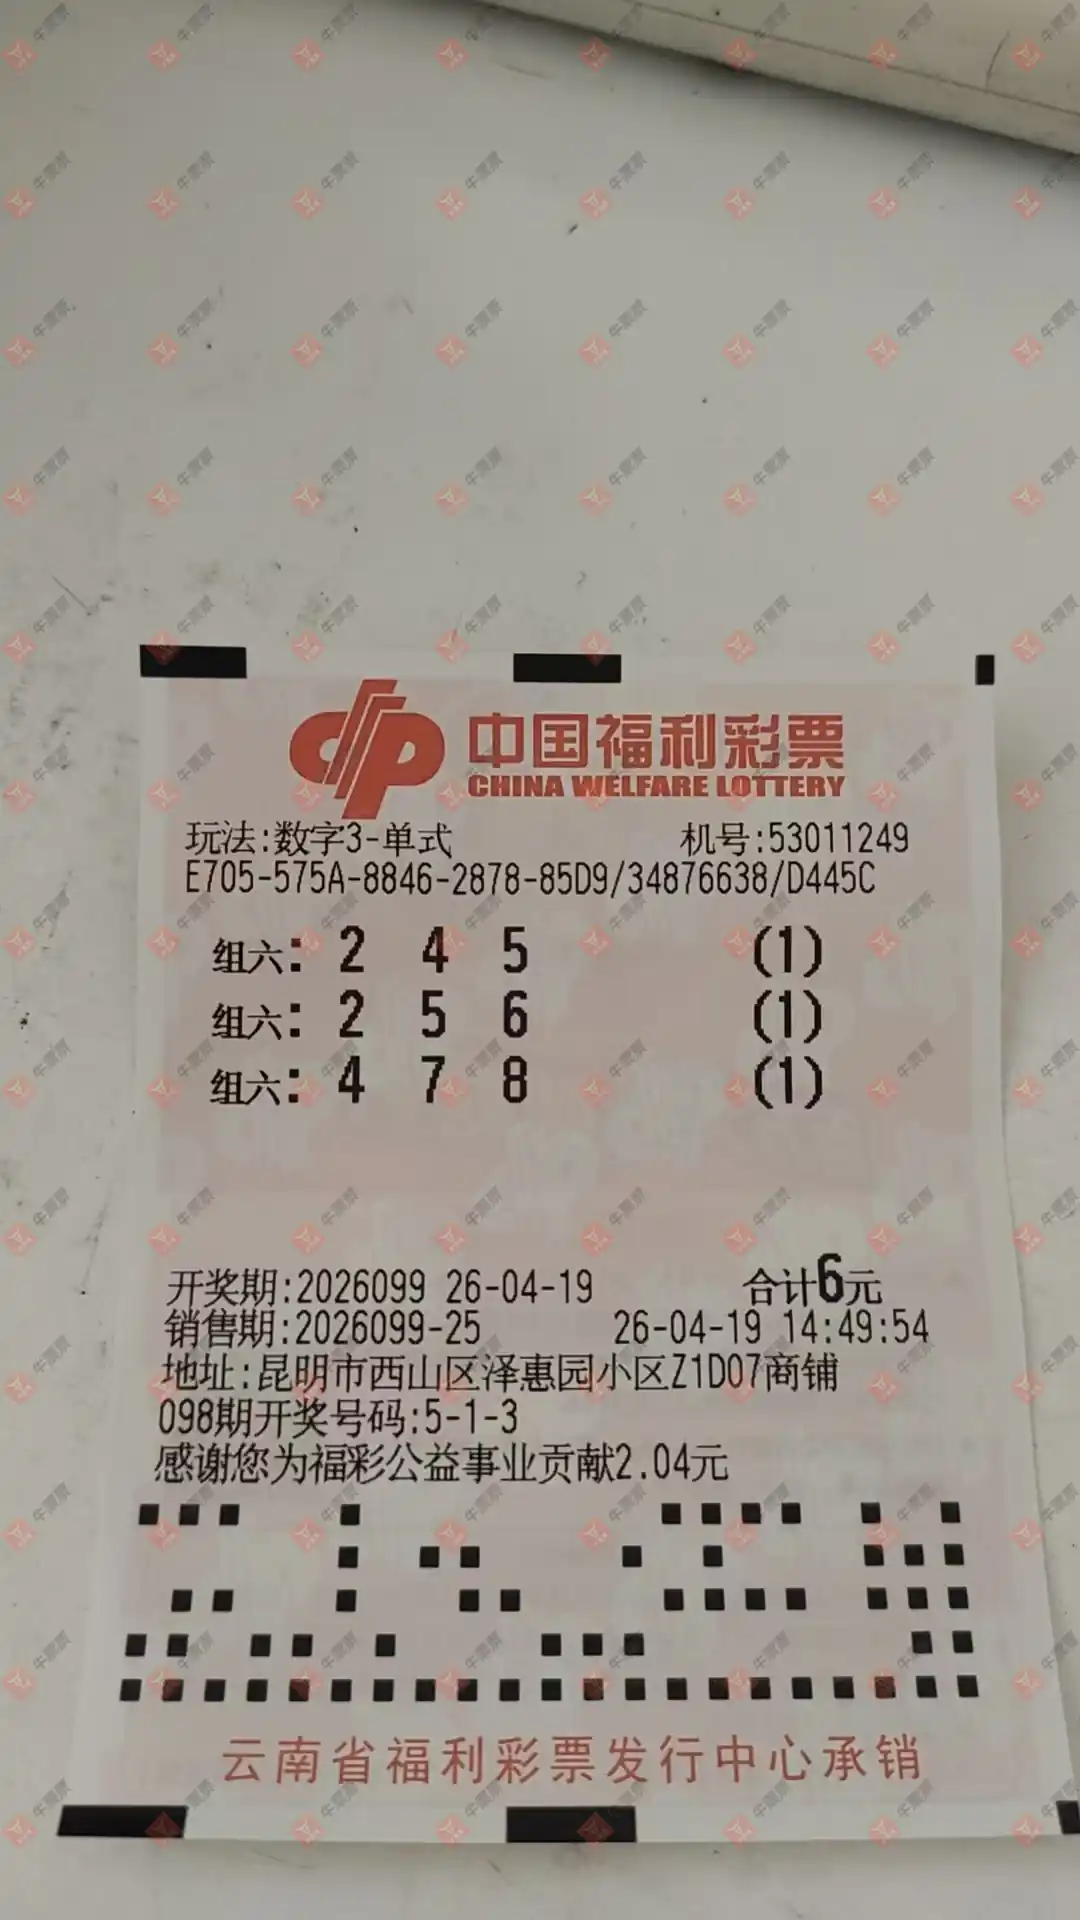 中国福利彩票
CHINA WELFARE LOTTERY
玩法:数字3-单式 机号:53011249
E705-575A-8846-2878-85D9/34876638/D445C
组六: 2 4 5 (1)
组六: 2 5 6 (1)
组六: 4 7 8 (1)
开奖期:2026099 26-04-19 合计6元
销售期:2026099-25 26-04-19 14:49:54
地址:昆明市西山区泽惠园小区Z1D07商铺
098期开奖号码:5-1-3
感谢您为福彩公益事业贡献2.04元
云南省福利彩票发行中心承销